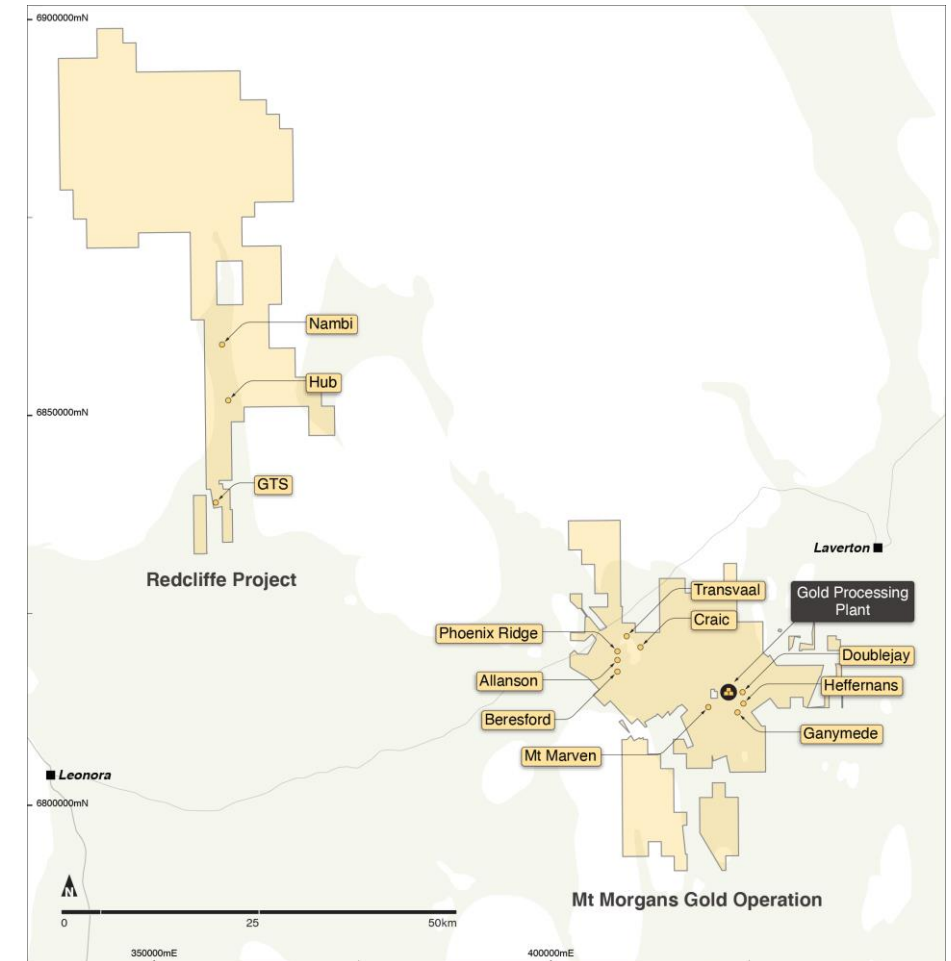 6900000mN
Nambi
Hub
6850000mN
GTS
Laverton
Redcliffe Project
Transvaal
Gold Processing
Plant
Craic
Phoenix Ridge
Doublejay
Allanson
Heffernans
Beresford
Ganymede
Mt Marven
Leonora
6800000mN
N
Mt Morgans Gold Operation
0
25
50km
350000mE
400000mE